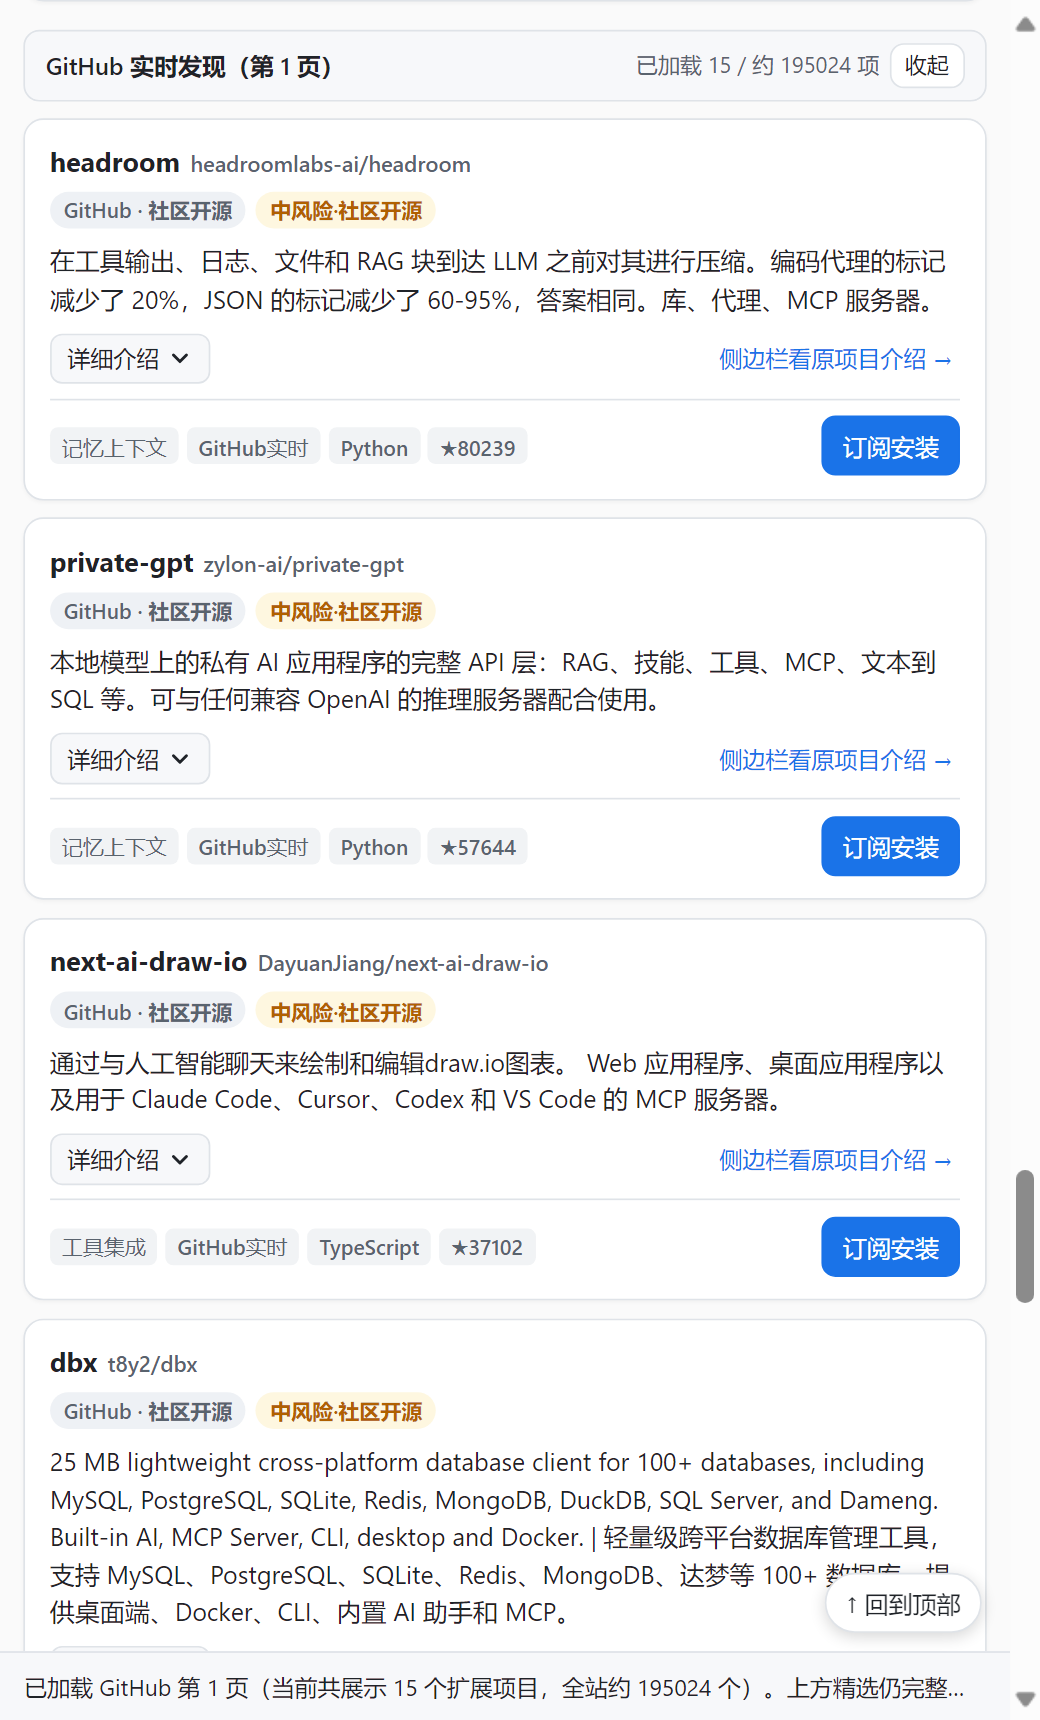 GitHub 实时发现（第 1 页）
已加载 15 / 约 195024 项
收起
headroom headroomlabs-ai/headroom
GitHub · 社区开源
中风险·社区开源
在工具输出、日志、文件和 RAG 块到达 LLM 之前对其进行压缩。编码代理的标记
减少了 20%，JSON 的标记减少了 60-95%，答案相同。库、代理、MCP 服务器。
详细介绍
侧边栏看原项目介绍 →
记忆上下文
GitHub实时
Python
★80239
订阅安装
private-gpt zylon-ai/private-gpt
GitHub · 社区开源
中风险·社区开源
本地模型上的私有 AI 应用程序的完整 API 层：RAG、技能、工具、MCP、文本到
SQL 等。可与任何兼容 OpenAI 的推理服务器配合使用。
详细介绍
侧边栏看原项目介绍 →
记忆上下文
GitHub实时
Python
★57644
订阅安装
next-ai-draw-io DayuanJiang/next-ai-draw-io
GitHub · 社区开源
中风险·社区开源
通过与人工智能聊天来绘制和编辑draw.io图表。 Web 应用程序、桌面应用程序以
及用于 Claude Code、Cursor、Codex 和 VS Code 的 MCP 服务器。
详细介绍
侧边栏看原项目介绍 →
工具集成
GitHub实时
TypeScript
★37102
订阅安装
dbx t8y2/dbx
GitHub · 社区开源
中风险·社区开源
25 MB lightweight cross-platform database client for 100+ databases, including
MySQL, PostgreSQL, SQLite, Redis, MongoDB, DuckDB, SQL Server, and Dameng.
Built-in AI, MCP Server, CLI, desktop and Docker. | 轻量级跨平台数据库管理工具，
支持 MySQL、PostgreSQL、SQLite、Redis、MongoDB、达梦等 100+ 数据库。提
供桌面端、Docker、CLI、内置 AI 助手和 MCP。
↑ 回到顶部
已加载 GitHub 第 1 页（当前共展示 15 个扩展项目，全站约 195024 个）。上方精选仍完整...